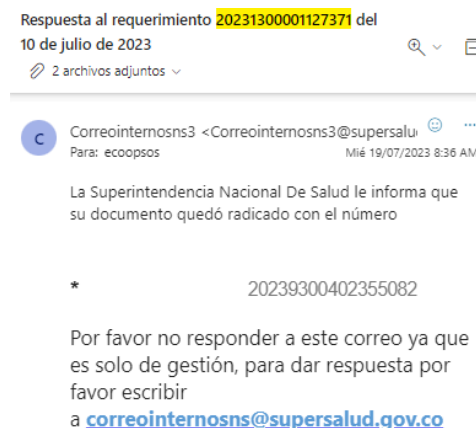 Respuesta al requerimiento 20231300001127371 del
10 de julio de 2023
2 archivos adjuntos
C
Correointernosns3 <Correointernosns3@supersalu
Para: ecoopsos
Mié 19/07/2023 8:36 AM
La Superintendencia Nacional De Salud le informa que
su documento quedó radicado con el número
* 20239300402355082
Por favor no responder a este correo ya que
es solo de gestión, para dar respuesta por
favor escribir
a correointernosns@supersalud.gov.co